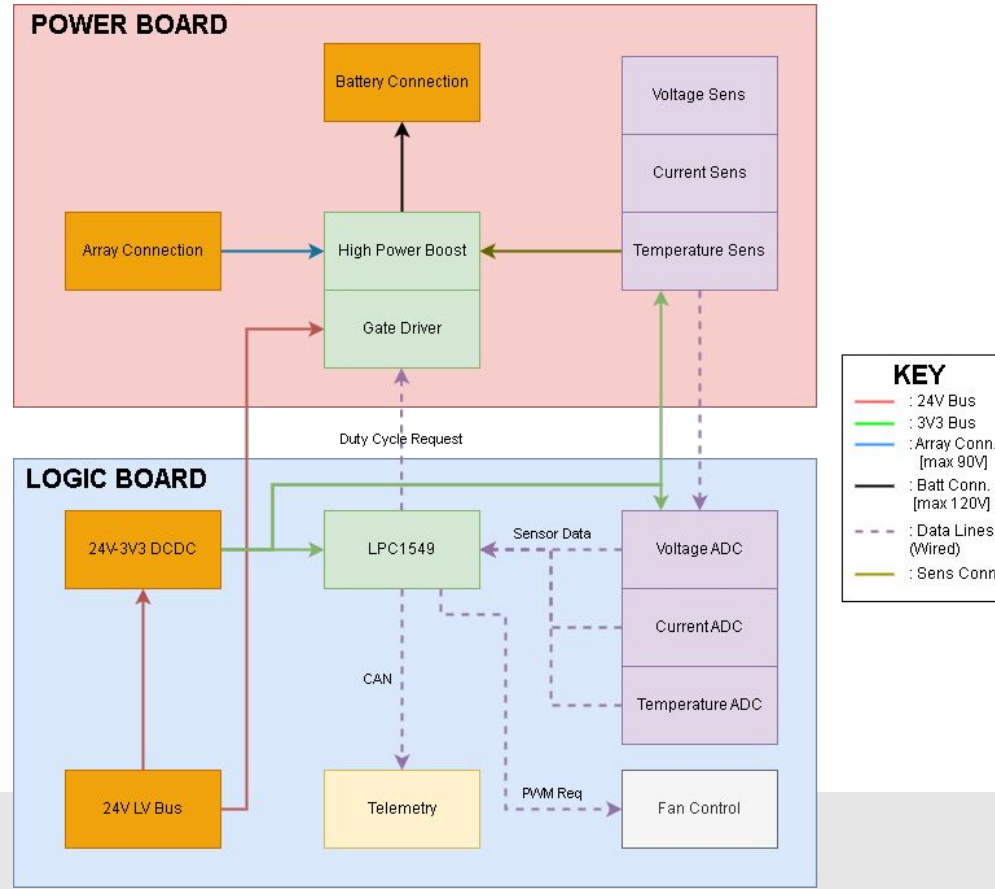 POWER BOARD
Battery Connection
Voltage Sens
Current Sens
Array Connection
High Power Boost
Temperature Sens
Gate Driver
Duty Cycle Request
LOGIC BOARD
24V-3V3 DCDC
LPC1549
Sensor Data
Voltage ADC
Current ADC
CAN
Temperature ADC
24V LV Bus
Telemetry
PWM Req
Fan Control
KEY
: 24V Bus
: 3V3 Bus
: Array Conn.
[max 90V]
: Batt Conn.
[max 120V]
: Data Lines
(Wired)
: Sens Conn